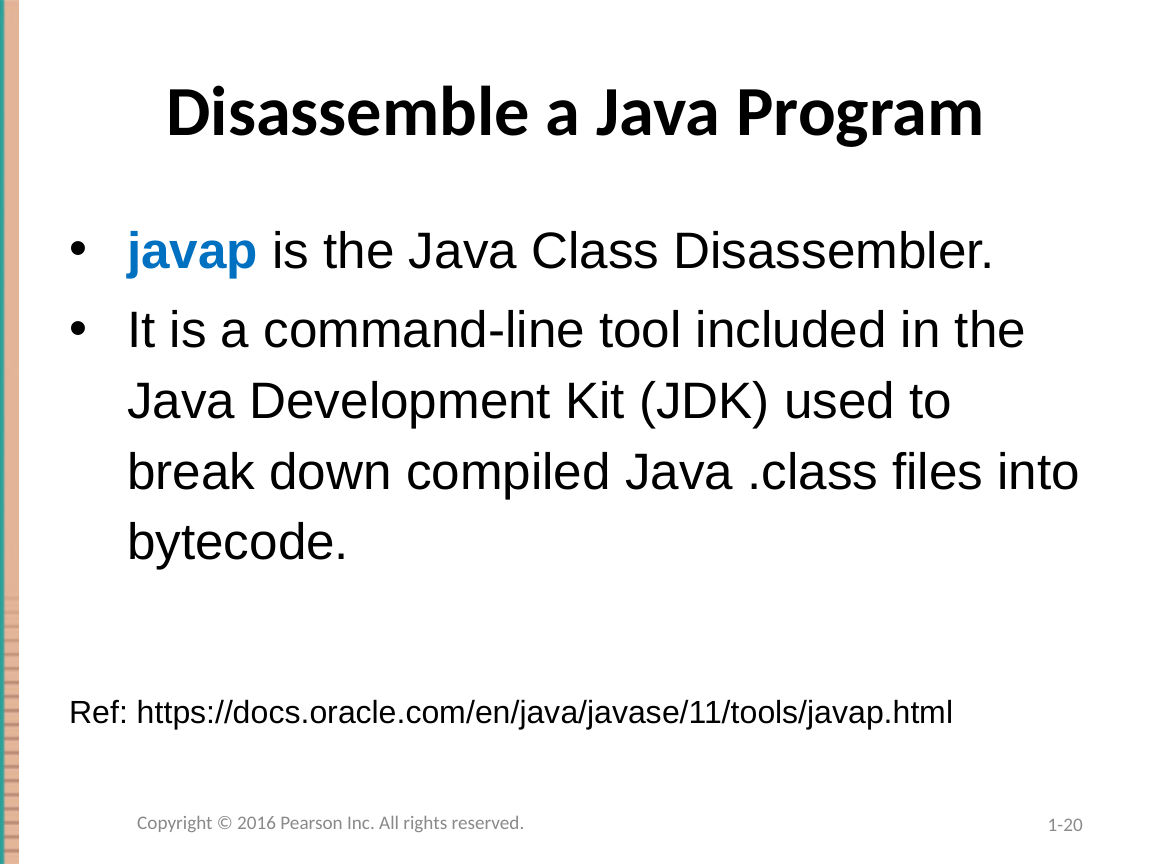 Disassemble a Java Program
• javap is the Java Class Disassembler.
• It is a command-line tool included in the
Java Development Kit (JDK) used to
break down compiled Java .class files into
bytecode.
Ref: https://docs.oracle.com/en/java/javase/11/tools/javap.html
Copyright © 2016 Pearson Inc. All rights reserved.
1-20